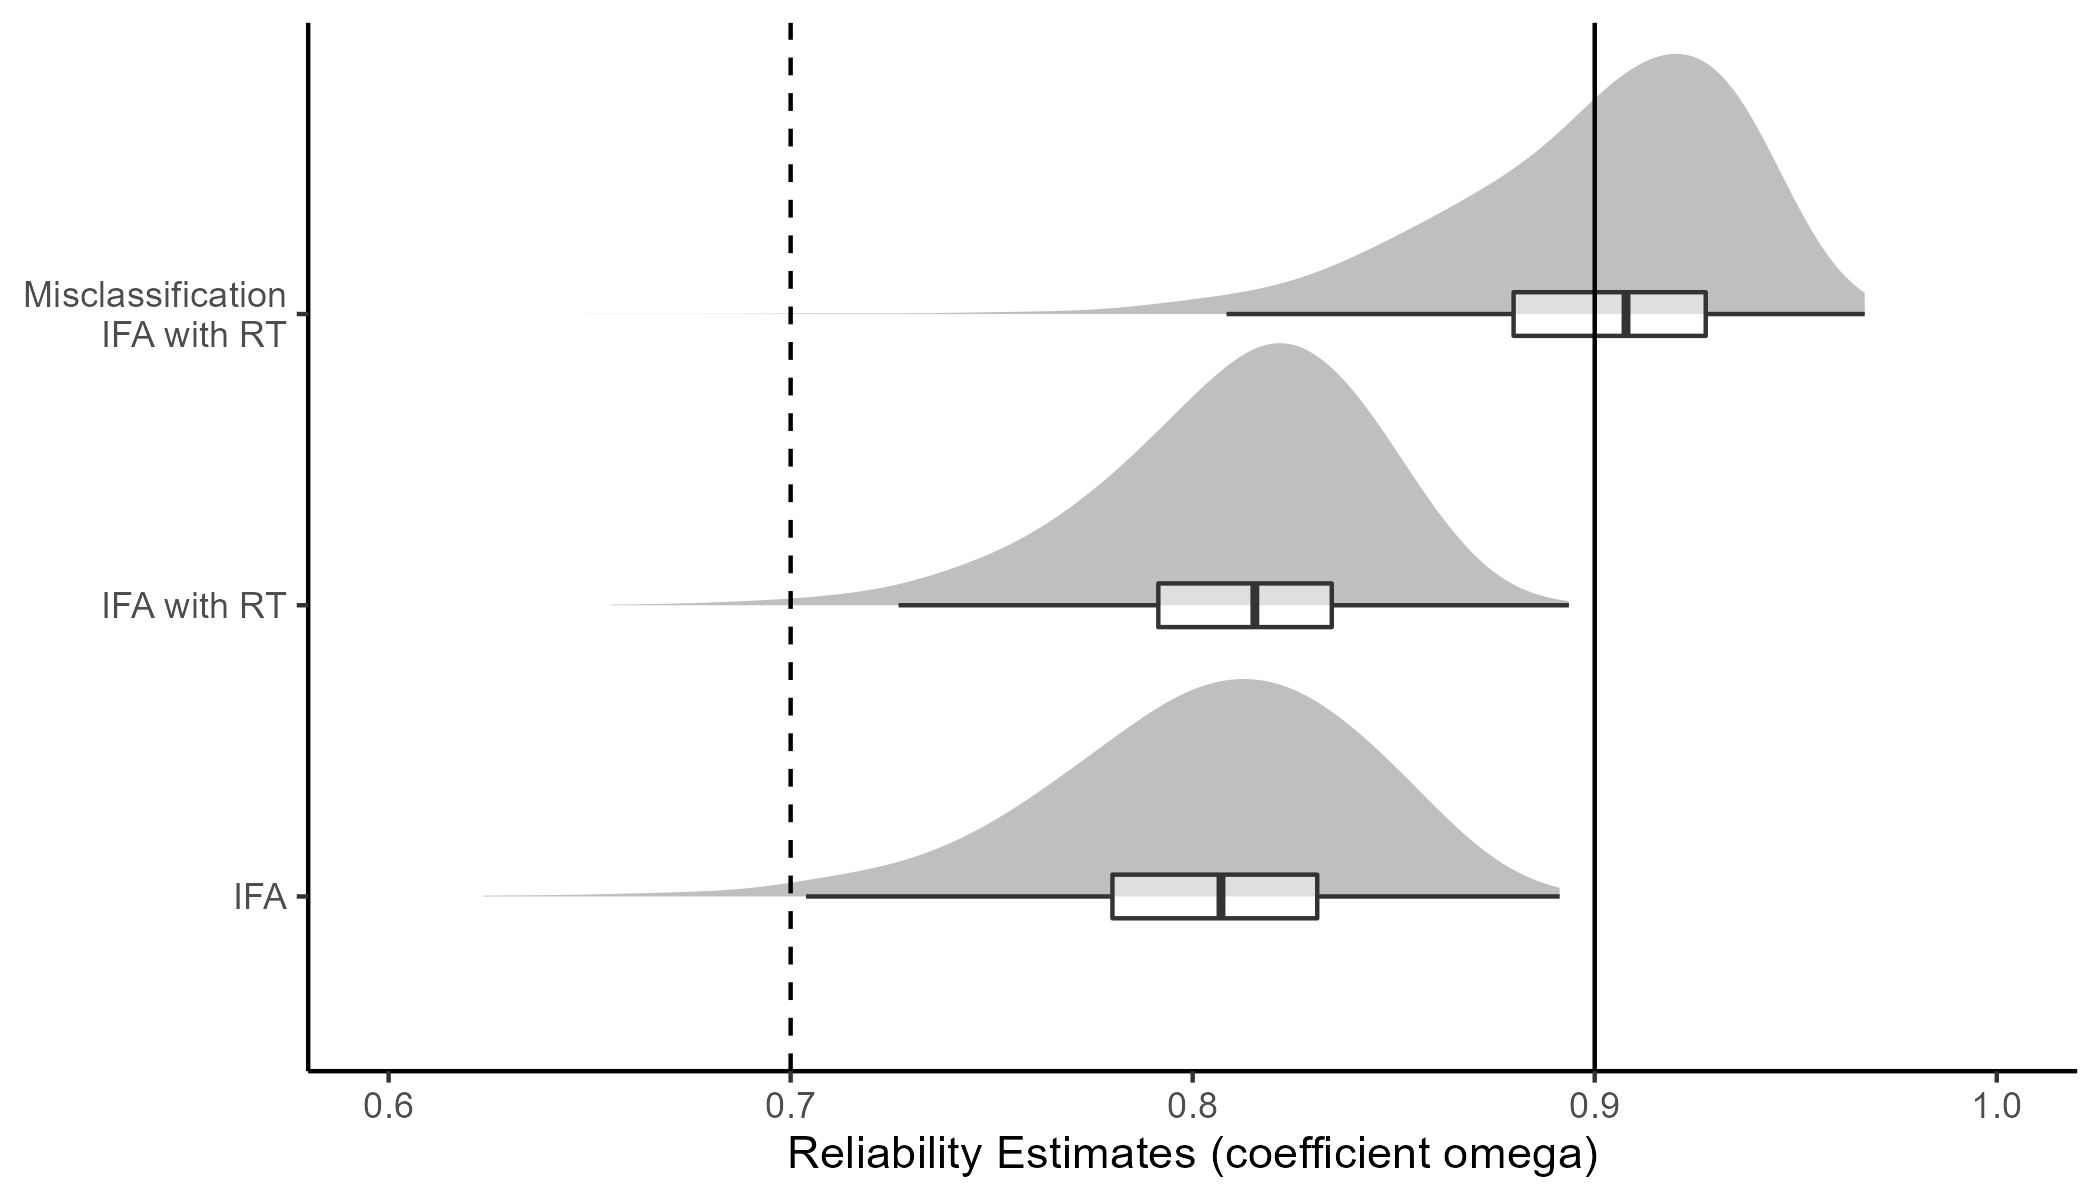 Misclassification
IFA with RT
IFA with RT
IFA
0.6 0.7 0.8 0.9 1.0
Reliability Estimates (coefficient omega)